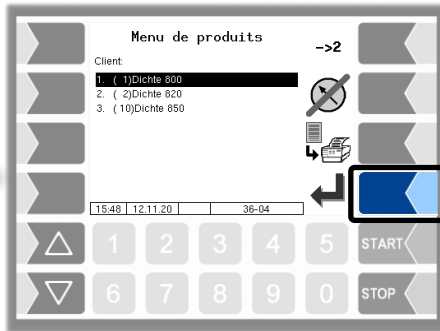 Menu de produits
->2
Client:
1. ( 1)Dichte 600
2. ( 2)Dichte 820
3. ( 10)Dichte 850
15:48 12.11.20 36-04
1 2 3 4 5 START
6 7 8 9 0 STOP